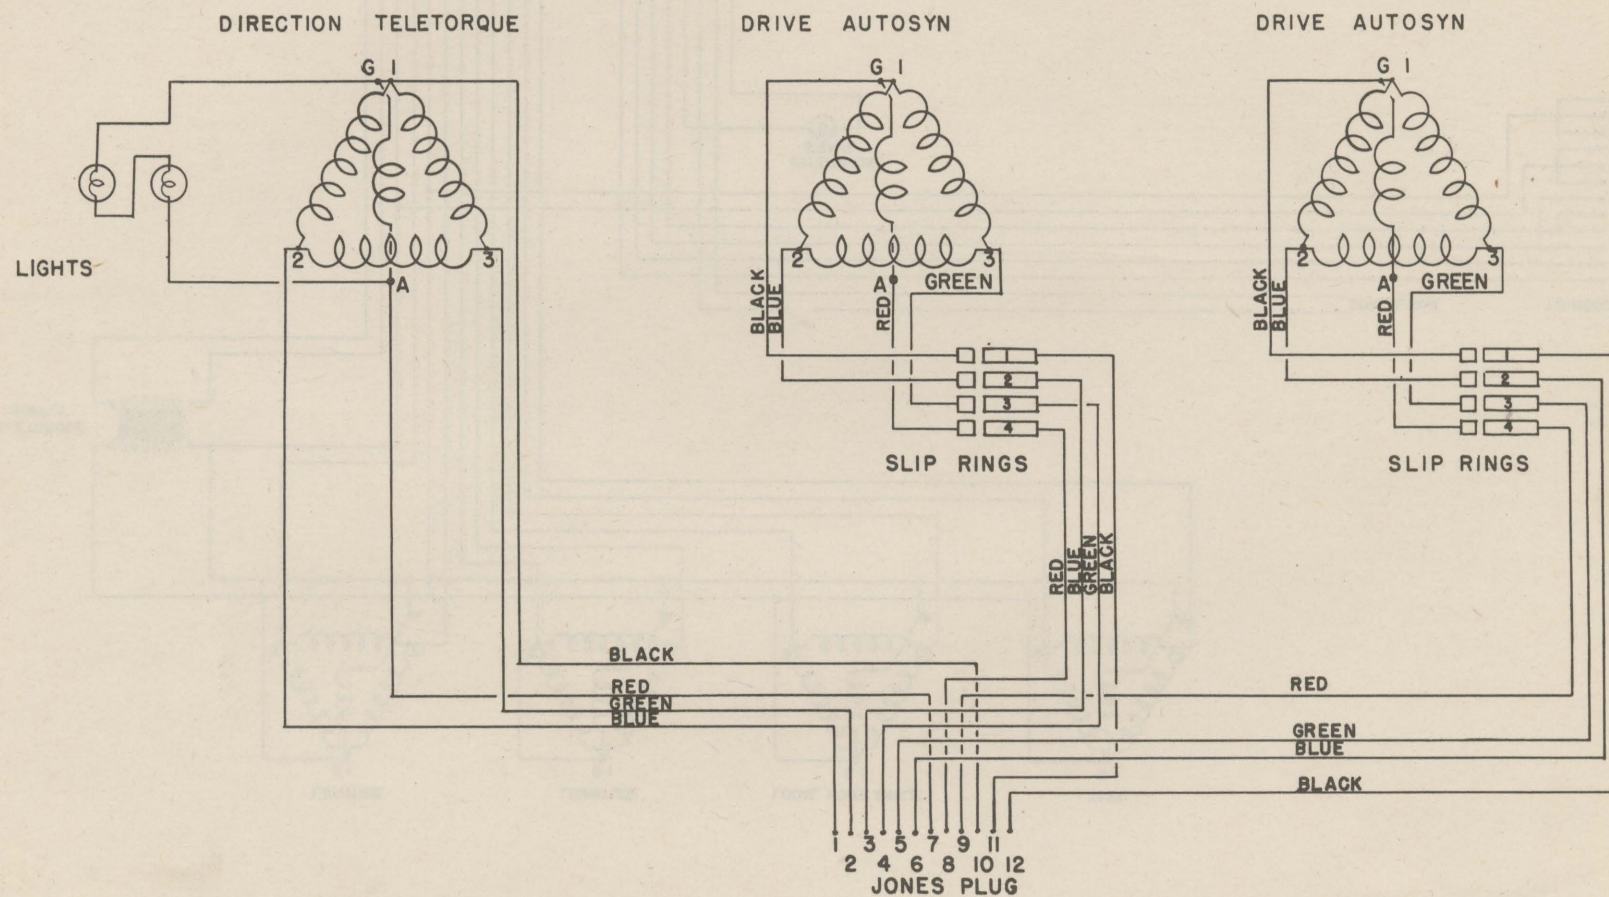 DIRECTION TELETORQUE
DRIVE AUTOSYN
DRIVE AUTOSYN
G 1
G 1
G 1
2 3
2 3
2 3
LIGHTS
A
A GREEN
A GREEN
BLACK
BLUE
RED
BLACK
BLUE
RED
1
2
3
4
1
2
3
4
SLIP RINGS
SLIP RINGS
RED
BLUE
GREEN
BLACK
BLACK
RED
GREEN
BLUE
RED
GREEN
BLUE
BLACK
1 3 5 7 9 11
2 4 6 8 10 12
JONES PLUG